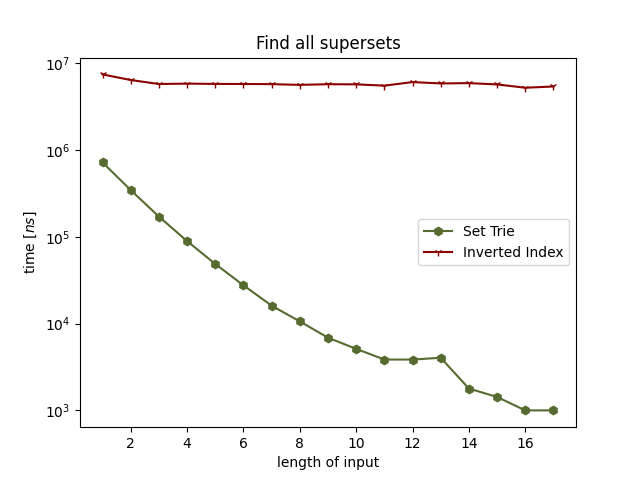 Find all supersets
time [ns]
10⁷
10⁶
10⁵
10⁴
10³
Set Trie
Inverted Index
2 4 6 8 10 12 14 16
length of input